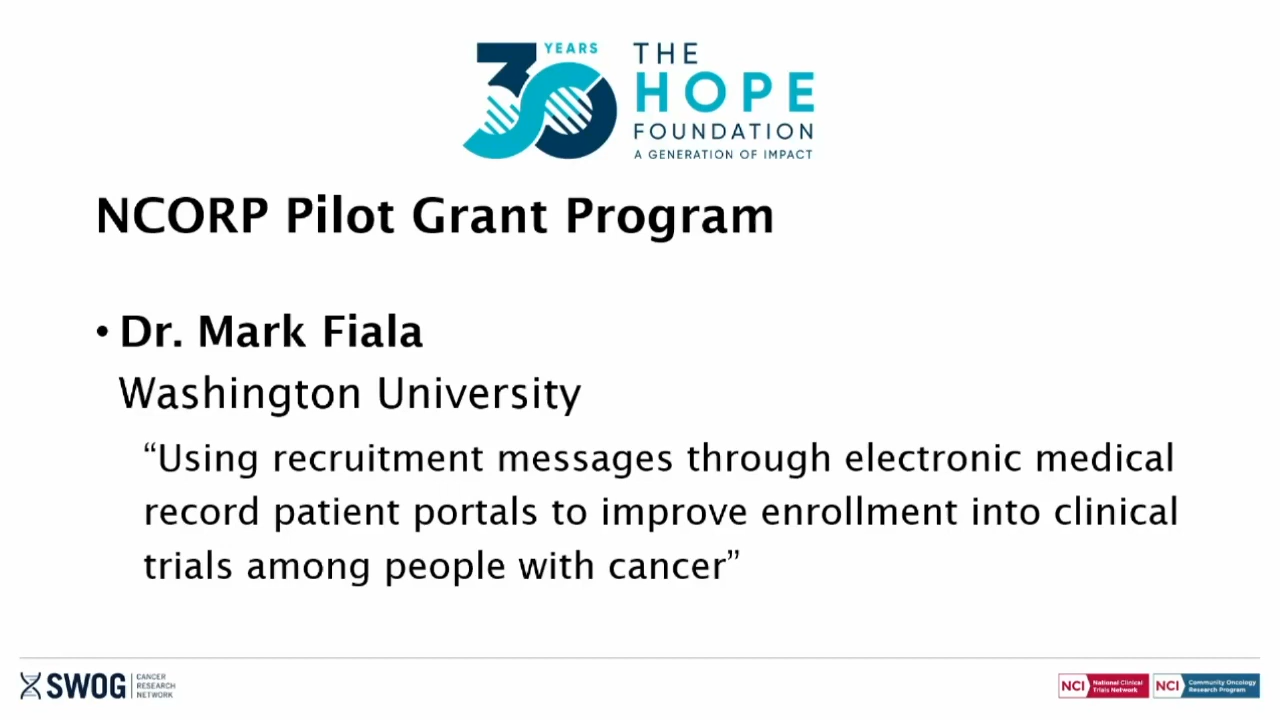 30 YEARS
THE
HOPE
FOUNDATION
A GENERATION OF IMPACT
NCORP Pilot Grant Program
• Dr. Mark Fiala
Washington University
“Using recruitment messages through electronic medical
record patient portals to improve enrollment into clinical
trials among people with cancer”
SWOG
CANCER
RESEARCH
NETWORK
NCI
National Clinical
Trials Network
NCI
Community Oncology
Research Program